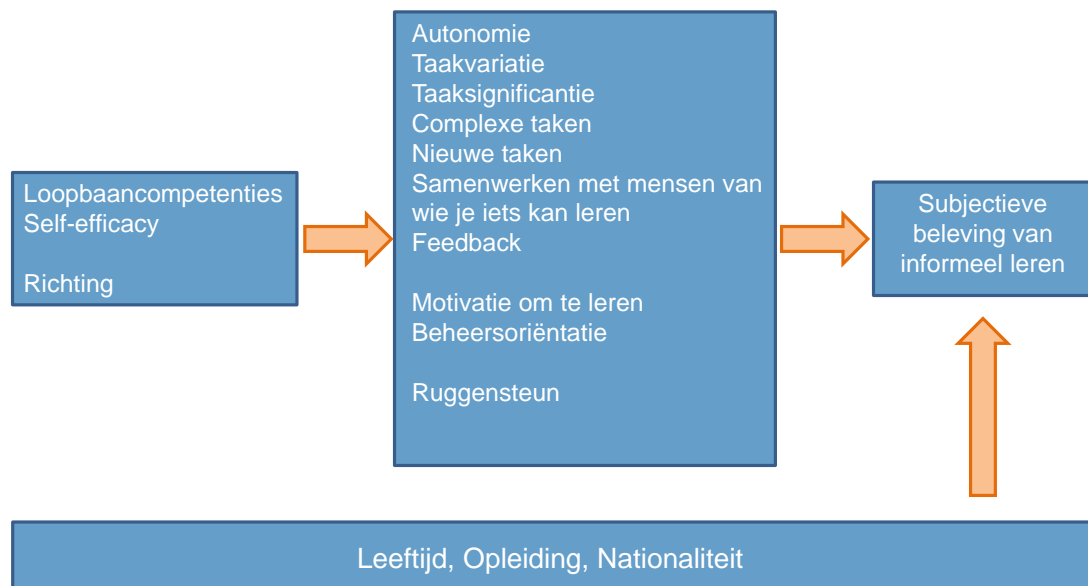 Loopbaancompetenties
Self-efficacy
Richting
Autonomie
Taakvariatie
Taaksignificantie
Complexe taken
Nieuwe taken
Samenwerken met mensen van
wie je iets kan leren
Feedback
Motivatie om te leren
Beheersoriëntatie
Ruggensteun
Subjectieve
beleving van
informeel leren
Leeftijd, Opleiding, Nationaliteit